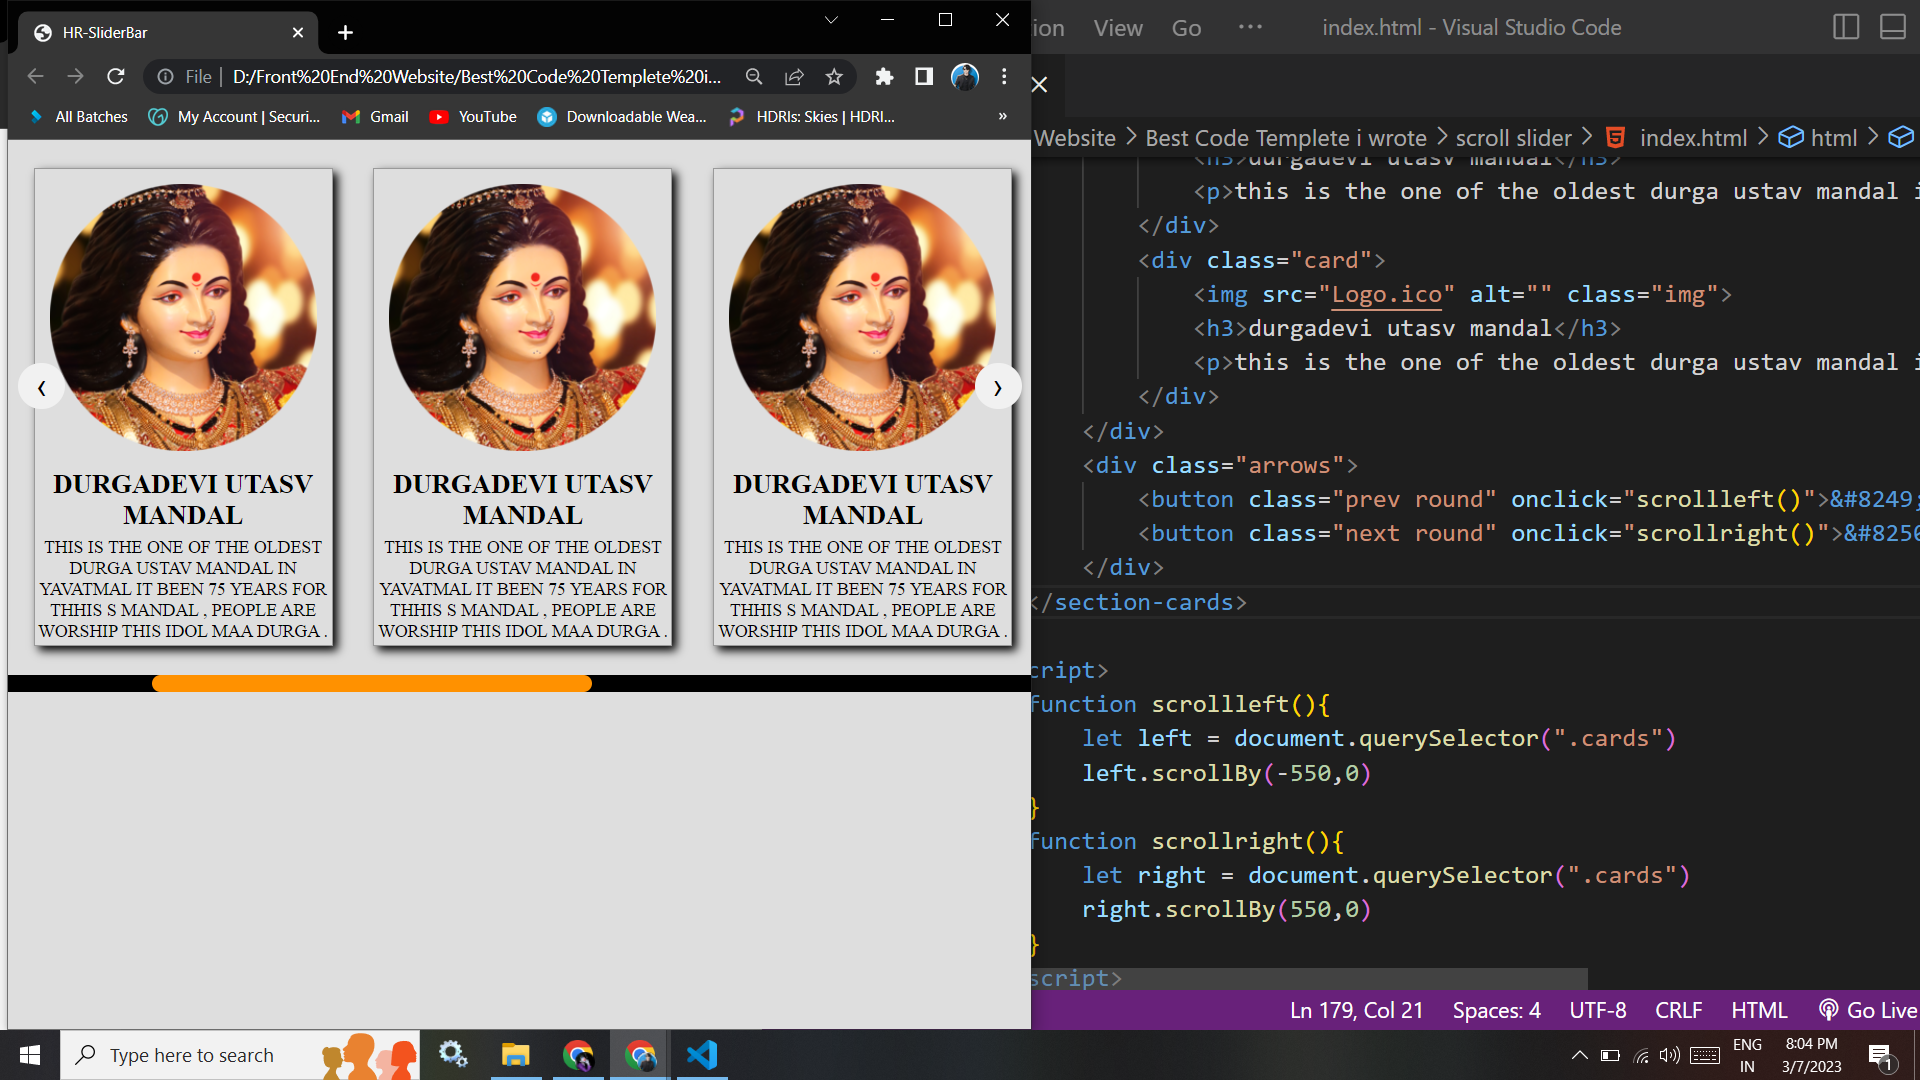 HR-SliderBar
ion View Go ··· index.html - Visual Studio Code
File | D:/Front%20End%20Website/Best%20Code%20Templete%20i...
All Batches My Account | Securi... Gmail YouTube Downloadable Wea... HDRIs: Skies | HDRI... »
‹
›
DURGADEVI UTASV
MANDAL
THIS IS THE ONE OF THE OLDEST
DURGA USTAV MANDAL IN
YAVATMAL IT BEEN 75 YEARS FOR
THHIS S MANDAL , PEOPLE ARE
WORSHIP THIS IDOL MAA DURGA .
DURGADEVI UTASV
MANDAL
THIS IS THE ONE OF THE OLDEST
DURGA USTAV MANDAL IN
YAVATMAL IT BEEN 75 YEARS FOR
THHIS S MANDAL , PEOPLE ARE
WORSHIP THIS IDOL MAA DURGA .
DURGADEVI UTASV
MANDAL
THIS IS THE ONE OF THE OLDEST
DURGA USTAV MANDAL IN
YAVATMAL IT BEEN 75 YEARS FOR
THHIS S MANDAL , PEOPLE ARE
WORSHIP THIS IDOL MAA DURGA .
Website > Best Code Templete i wrote > scroll slider > index.html > html >
<h3>durgadevi utasv mandal</h3>
<p>this is the one of the oldest durga ustav mandal i
</div>
<div class="card">
<img src="Logo.ico" alt="" class="img">
<h3>durgadevi utasv mandal</h3>
<p>this is the one of the oldest durga ustav mandal i
</div>
</div>
<div class="arrows">
<button class="prev round" onclick="scrollleft()">&#8249;
<button class="next round" onclick="scrollright()">&#8250
</div>
</section-cards>
cript>
function scrollleft(){
let left = document.querySelector(".cards")
left.scrollBy(-550,0)
}
function scrollright(){
let right = document.querySelector(".cards")
right.scrollBy(550,0)
}
script>
Ln 179, Col 21 Spaces: 4 UTF-8 CRLF HTML Go Live
Type here to search
ENG
IN
8:04 PM
3/7/2023
1